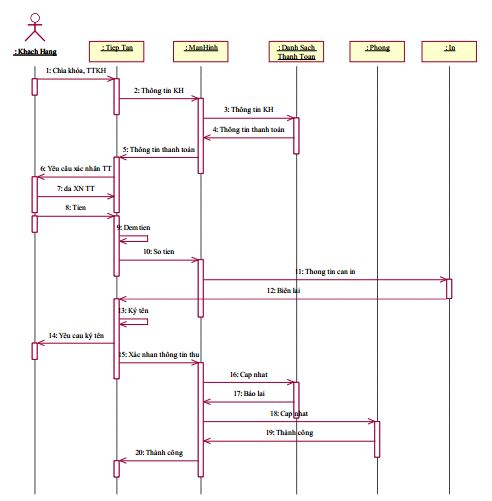 : Khach Hang
: Tiep Tan
: ManHinh
: Danh Sach
Thanh Toan
: Phong
: In
1: Chìa khóa, TTKH
2: Thông tin KH
3: Thông tin KH
4: Thông tin thanh toán
5: Thông tin thanh toán
6: Yêu cầu xác nhân TT
7: da XN TT
8: Tien
9: Dem tien
10: So tien
11: Thong tin can in
12: Biên lai
13: Ký tên
14: Yêu cau ký tên
15: Xác nhan thông tin thu
16: Cap nhat
17: Báo lai
18: Cap nhat
19: Thành công
20: Thành công